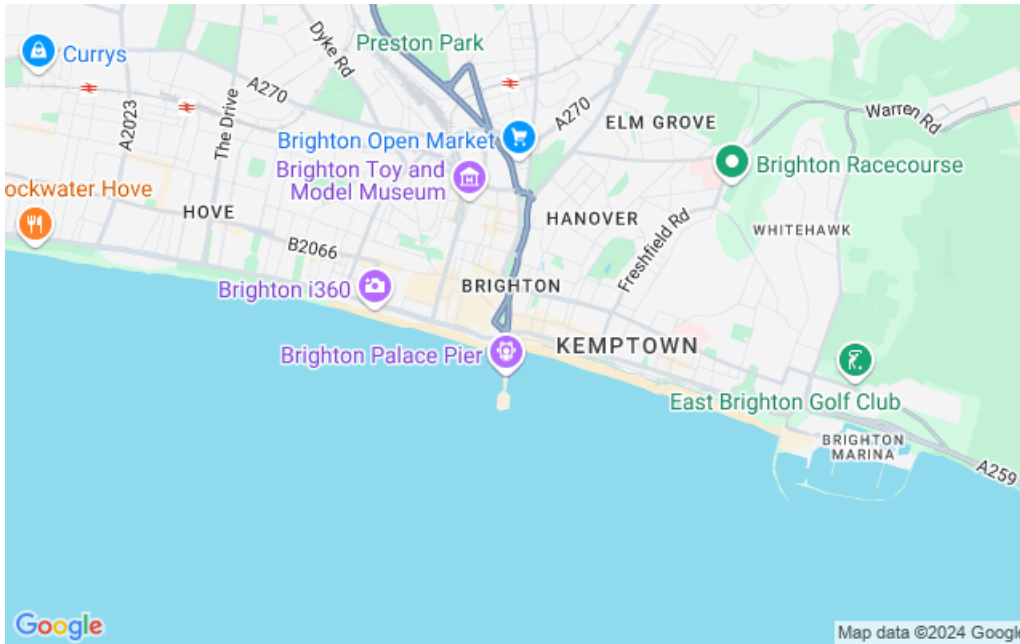 Dyke Rd
Preston Park
Currys
A270
A2023
The Drive
A270
Warren Rd
ELM GROVE
Brighton Open Market
Brighton Toy and
Model Museum
Brighton Racecourse
ockwater Hove
HOVE
HANOVER
Freshfield Rd
WHITEHAWK
B2066
Brighton i360
BRIGHTON
KEMPTOWN
Brighton Palace Pier
East Brighton Golf Club
BRIGHTON
MARINA
A259
Google
Map data ©2024 Google